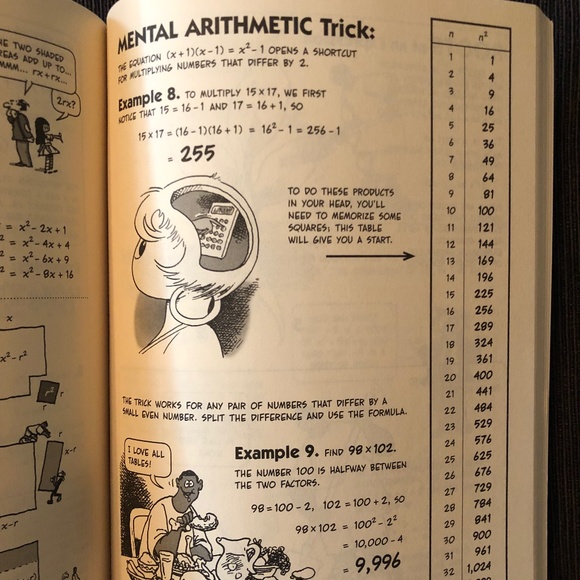 THE TWO SHADED
AREAS ADD UP TO...
rx+rx...
2rx?
= x²-2x+1
= x²-4x+4
= x²-6x+9
= x²-8x+16
x
x²-r²
r
r
x-r
x-r
MENTAL ARITHMETIC Trick:
THE EQUATION (x+1)(x-1) = x²-1 OPENS A SHORTCUT
FOR MULTIPLYING NUMBERS THAT DIFFER BY 2.
Example 8. TO MULTIPLY 15×17, WE FIRST
NOTICE THAT 15=16-1 AND 17=16+1, SO
15×17 = (16-1)(16+1) = 16²-1 = 256-1
= 255
TO DO THESE PRODUCTS
IN YOUR HEAD, YOU'LL
NEED TO MEMORIZE SOME
SQUARES; THIS TABLE
WILL GIVE YOU A START.
THE TRICK WORKS FOR ANY PAIR OF NUMBERS THAT DIFFER BY A
SMALL EVEN NUMBER. SPLIT THE DIFFERENCE AND USE THE FORMULA.
I LOVE ALL
TABLES!
Example 9. FIND 98×102.
THE NUMBER 100 IS HALFWAY BETWEEN
THE TWO FACTORS.
98=100-2, 102=100+2, SO
98×102 = 100²-2²
= 10,000-4
= 9,996
n n²
1 1
2 4
3 9
4 16
5 25
6 36
7 49
8 64
9 81
10 100
11 121
12 144
13 169
14 196
15 225
16 256
17 289
18 324
19 361
20 400
21 441
22 484
23 529
24 576
25 625
26 676
27 729
28 784
29 841
30 900
31 961
32 1,024